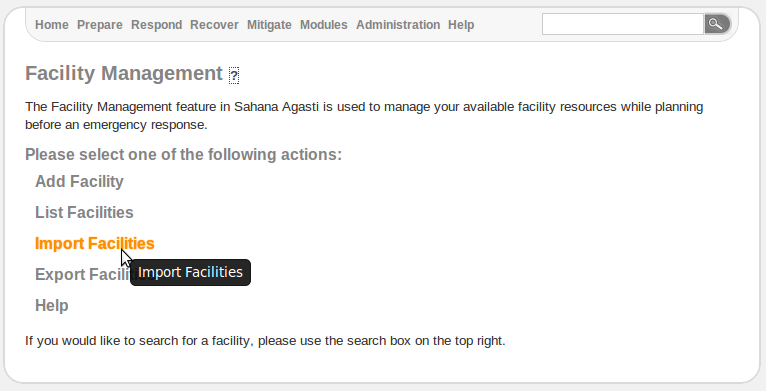 Home Prepare Respond Recover Mitigate Modules Administration Help
Facility Management ?
The Facility Management feature in Sahana Agasti is used to manage your available facility resources while planning
before an emergency response.
Please select one of the following actions:
Add Facility
List Facilities
Import Facilities
Export Facili
Import Facilities
Help
If you would like to search for a facility, please use the search box on the top right.